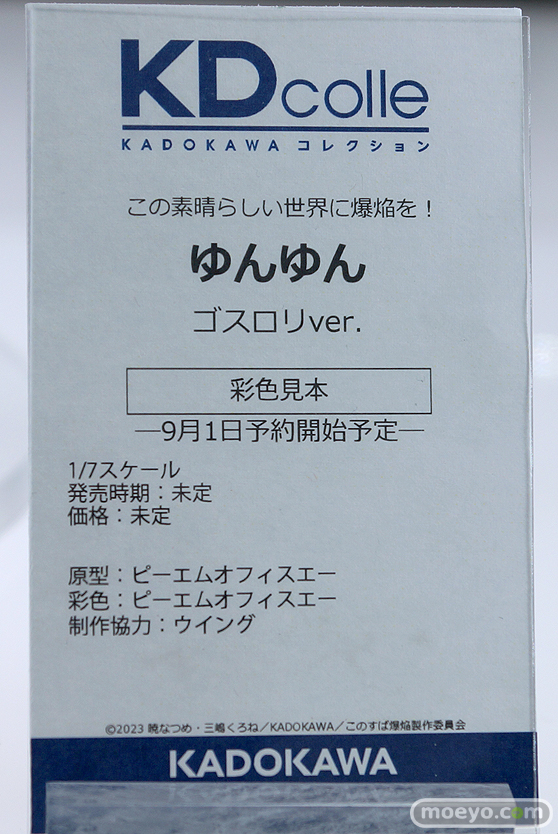 KDcolle
KADOKAWA コレクション
この素晴らしい世界に爆焔を！
ゆんゆん
ゴスロリver.
彩色見本
―9月1日予約開始予定―
1/7スケール
発売時期：未定
価格：未定
原型：ピーエムオフィスエー
彩色：ピーエムオフィスエー
制作協力：ウイング
©2023 暁なつめ・三嶋くろね／KADOKAWA／このすば爆焔製作委員会
KADOKAWA
moeyo.com